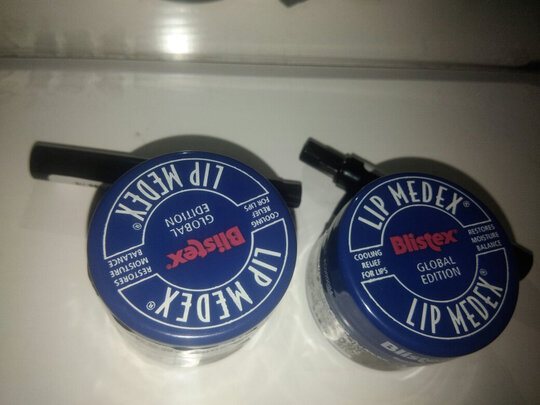 LIP MEDEX®
COOLING
RELIEF
FOR LIPS
Blistex®
GLOBAL
EDITION
RESTORES
MOISTURE
BALANCE
LIP MEDEX®
LIP MEDEX®
COOLING
RELIEF
FOR LIPS
Blistex®
GLOBAL
EDITION
RESTORES
MOISTURE
BALANCE
LIP MEDEX®
Blistex